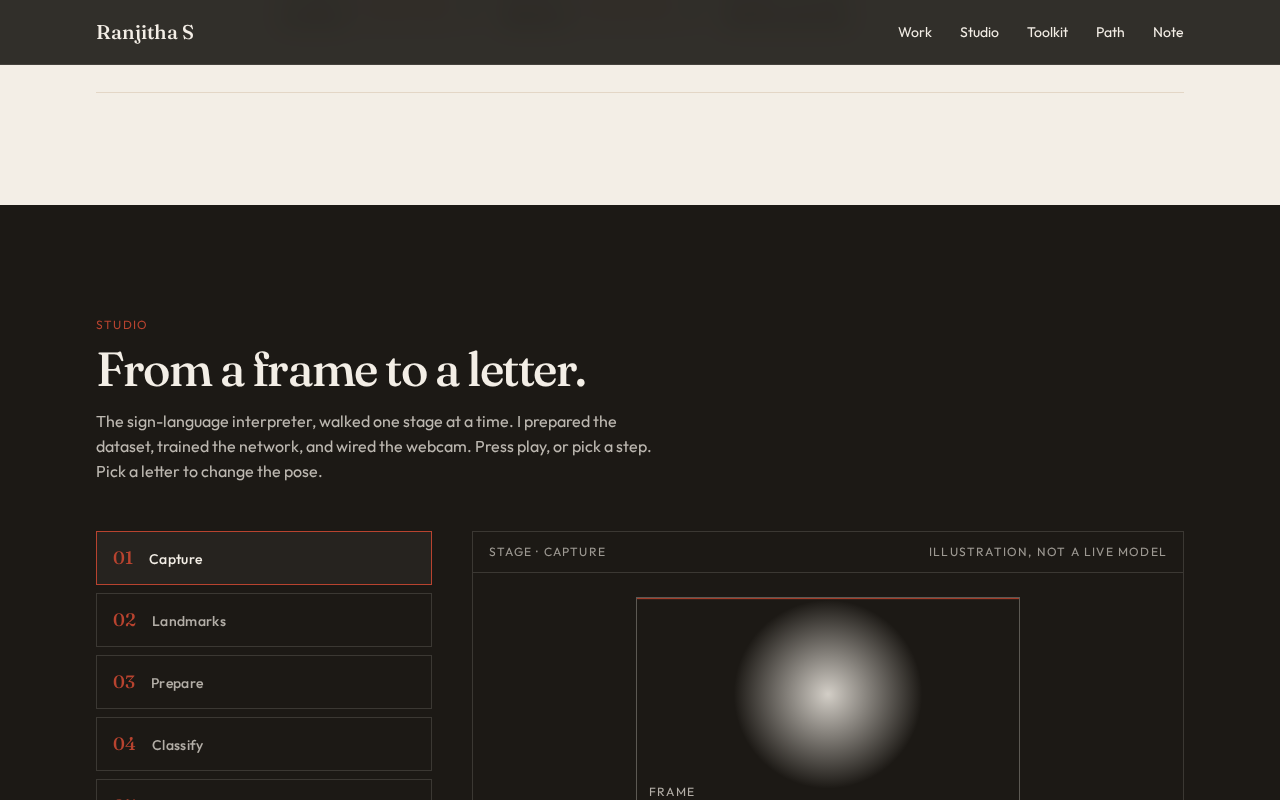 Ranjitha S
Work Studio Toolkit Path Note
STUDIO
From a frame to a letter.
The sign-language interpreter, walked one stage at a time. I prepared the
dataset, trained the network, and wired the webcam. Press play, or pick a step.
Pick a letter to change the pose.
01 Capture
02 Landmarks
03 Prepare
04 Classify
STAGE · CAPTURE
ILLUSTRATION, NOT A LIVE MODEL
FRAME